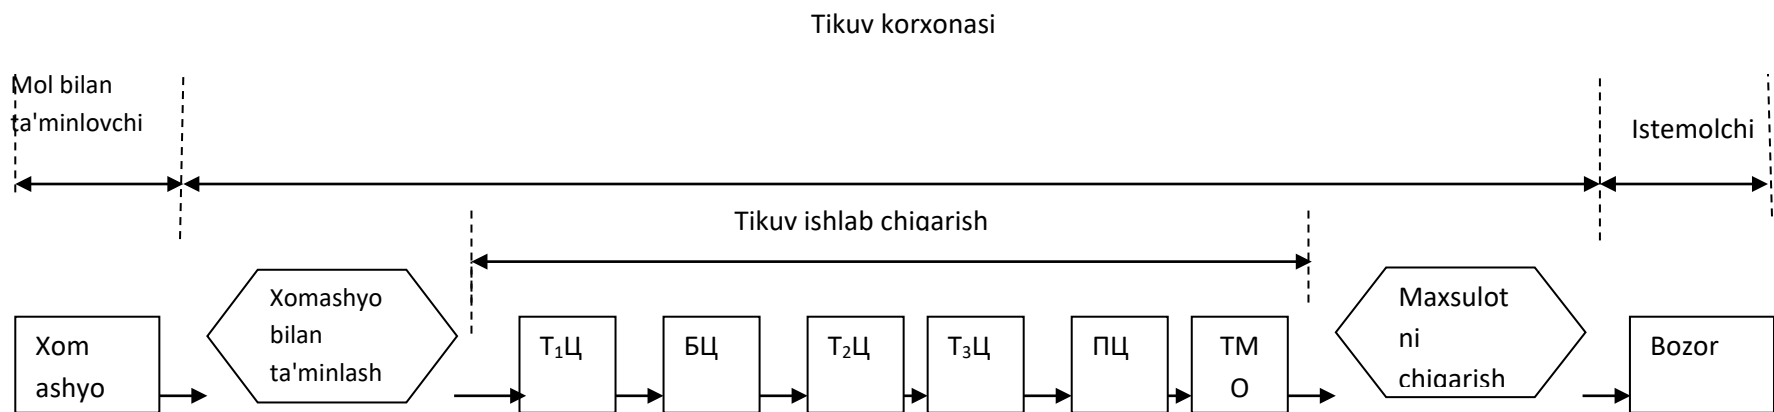 Tikuv korxonasi
Mol bilan
ta'minlovchi
Istemolchi
Tikuv ishlab chiqarish
Xom
ashyo
Xomashyo
bilan
ta'minlash
Т₁Ц
БЦ
Т₂Ц
Т₃Ц
ПЦ
ТМ
О
Maxsulot
ni
chiqarish
Bozor